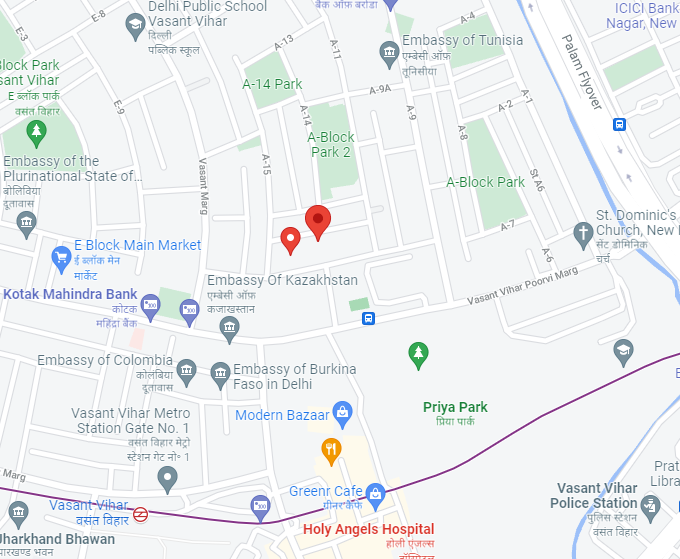 Delhi Public School
Vasant Vihar
दिल्ली
पब्लिक स्कूल
बैंक ऑफ़ बरोडा
A-4
Embassy of Tunisia
एम्बेसी ऑफ़
तूनिसीया
ICICI Bank
Nagar, New
Palam Flyover
A-13
A-11
E-3
E-9
Block Park
sant Vihar
E ब्लॉक पार्क
वसंत विहार
A-14 Park
A-9A
A-14
A-9
A-2
A-1
A-8
A-Block
Park 2
A-15
Vasant Marg
Embassy of the
Plurinational State of...
बोलिविया
दूतावास
A-Block Park
St A6
A-7
A-6
St. Dominic's
Church, New
सेंट डोमिनिक
चर्च
E Block Main Market
ई ब्लॉक मेन
मार्केट
Embassy Of Kazakhstan
एम्बेसी ऑफ़
कजाखस्तान
Vasant Vihar Poorvi Marg
Kotak Mahindra Bank
कोटक
महिंद्रा बैंक
Embassy of Colombia
कोलंबिया
दूतावास
Embassy of Burkina
Faso in Delhi
Modern Bazaar
Priya Park
प्रिया पार्क
Vasant Vihar Metro
Station Gate No. 1
वसंत विहार मेट्रो
स्टेशन गेट नो॰ 1
Marg
Vasant Vihar
वसंत विहार
Greenr Cafe
ग्रीनर कैफे
Jharkhand Bhawan
झारखण्ड भवन
Holy Angels Hospital
होली एंजल्स
हॉस्पिटल
Prat
Libra
Vasant Vihar
Police Station
पुलिस स्टेशन
वसंत विहार